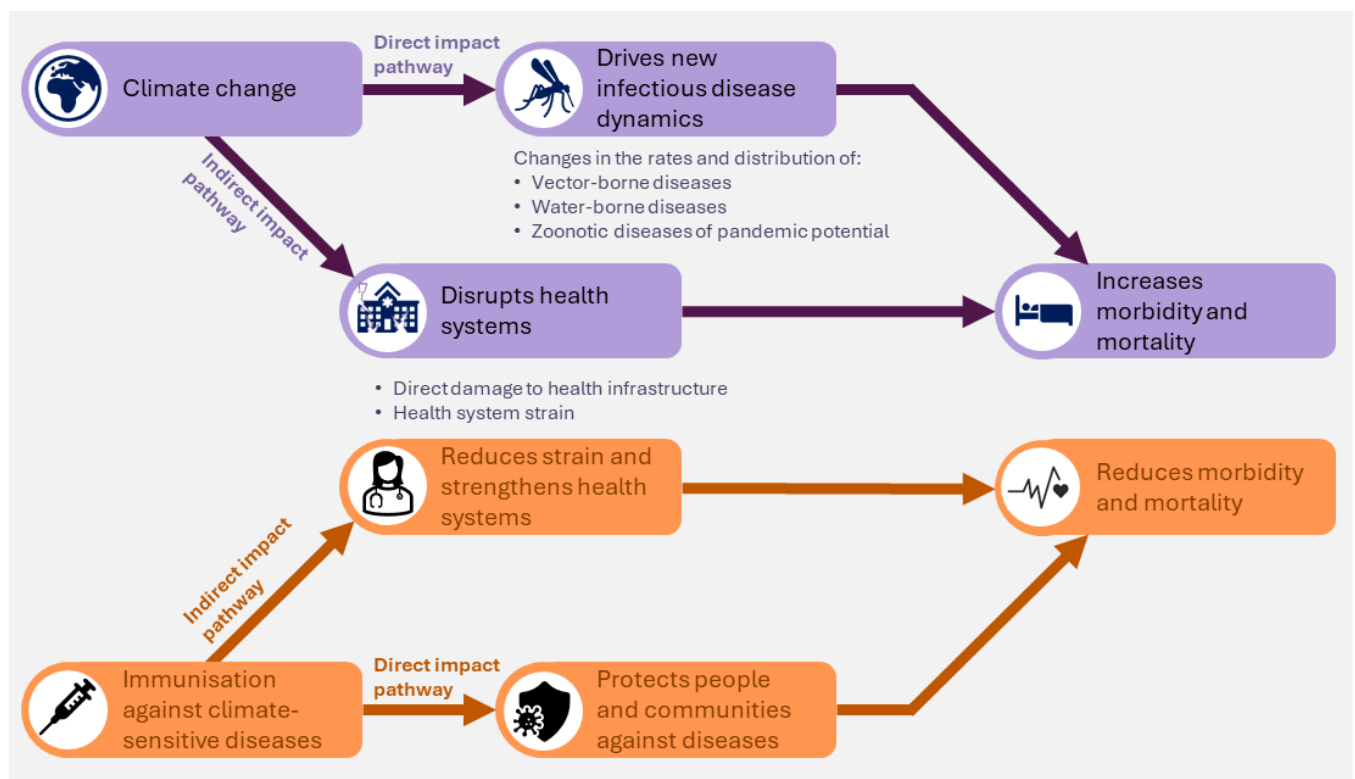 Climate change
Direct impact
pathway
Drives new
infectious disease
dynamics
Changes in the rates and distribution of:
• Vector-borne diseases
• Water-borne diseases
• Zoonotic diseases of pandemic potential
Indirect impact
pathway
Disrupts health
systems
• Direct damage to health infrastructure
• Health system strain
Increases
morbidity and
mortality
Reduces strain and
strengthens health
systems
Reduces morbidity
and mortality
Indirect impact
pathway
Immunisation
against climate-
sensitive diseases
Direct impact
pathway
Protects people
and communities
against diseases